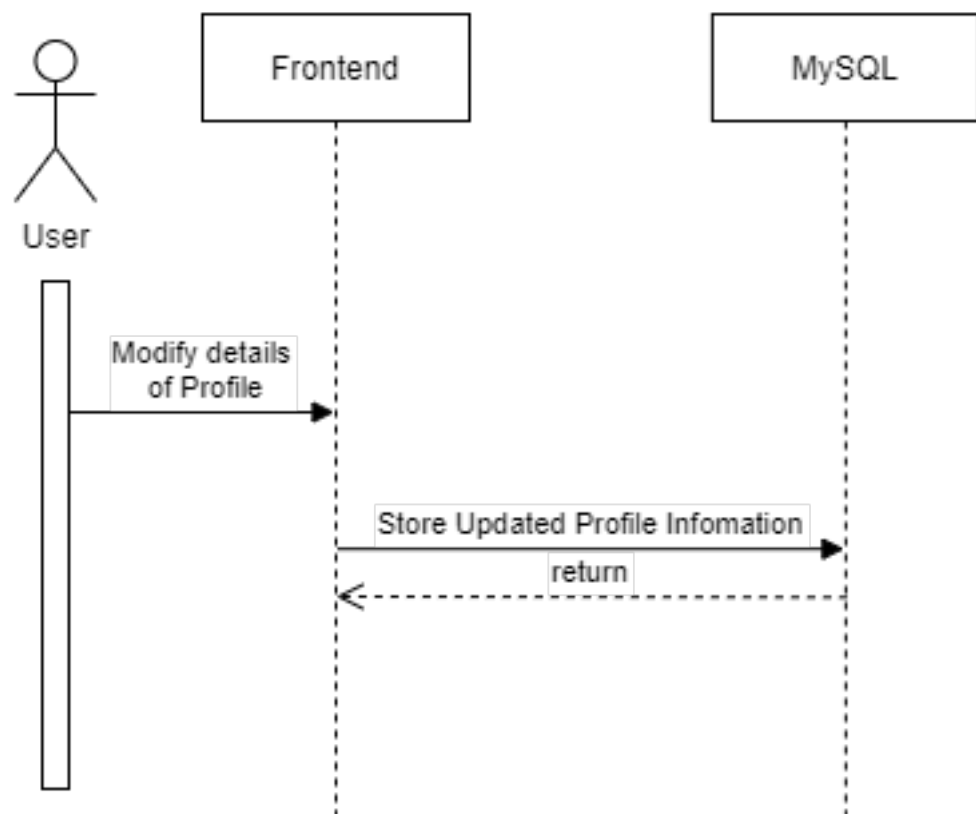 Frontend
MySQL
User
Modify details
of Profile
Store Updated Profile Infomation
return